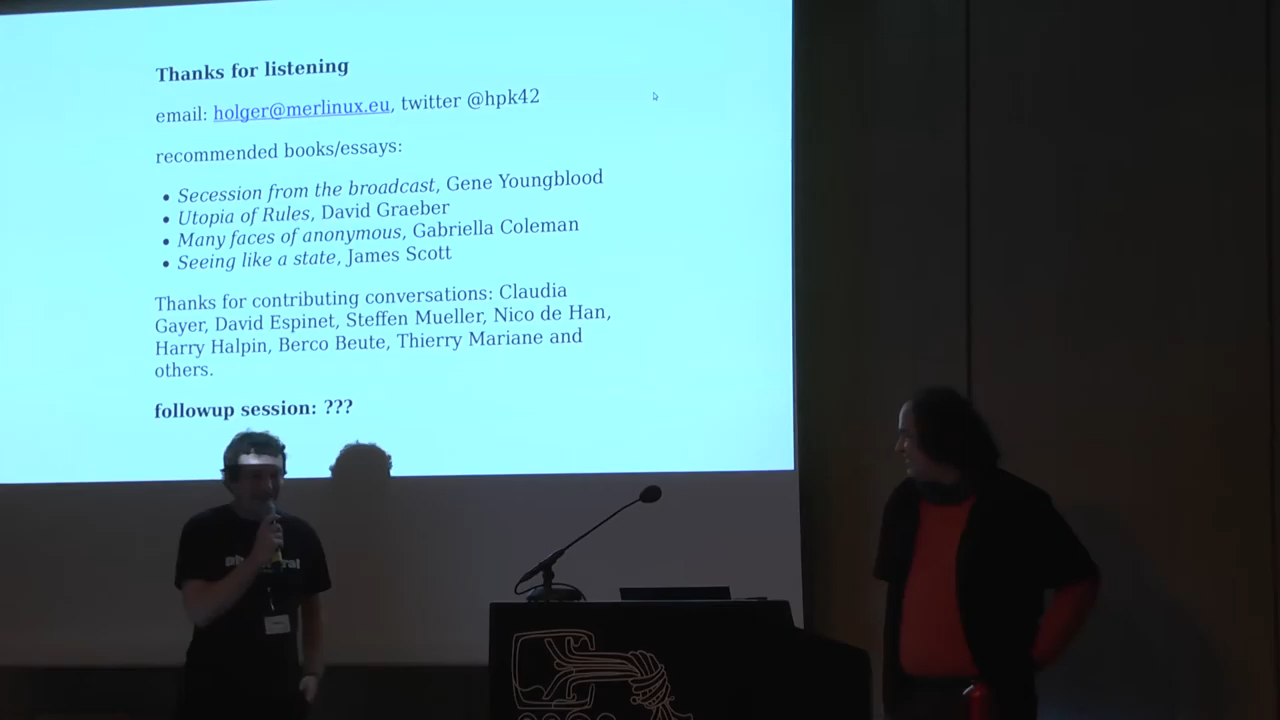 Thanks for listening
email: holger@merlinux.eu, twitter @hpk42
recommended books/essays:
• Secession from the broadcast, Gene Youngblood
• Utopia of Rules, David Graeber
• Many faces of anonymous, Gabriella Coleman
• Seeing like a state, James Scott
Thanks for contributing conversations: Claudia
Gayer, David Espinet, Steffen Mueller, Nico de Han,
Harry Halpin, Berco Beute, Thierry Mariane and
others.
followup session: ???